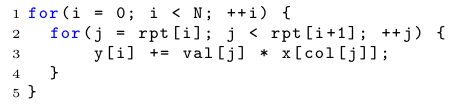 1 for(i = 0; i < N; ++i) {
2   for(j = rpt[i]; j < rpt[i+1]; ++j) {
3       y[i] += val[j] * x[col[j]];
4   }
5 }